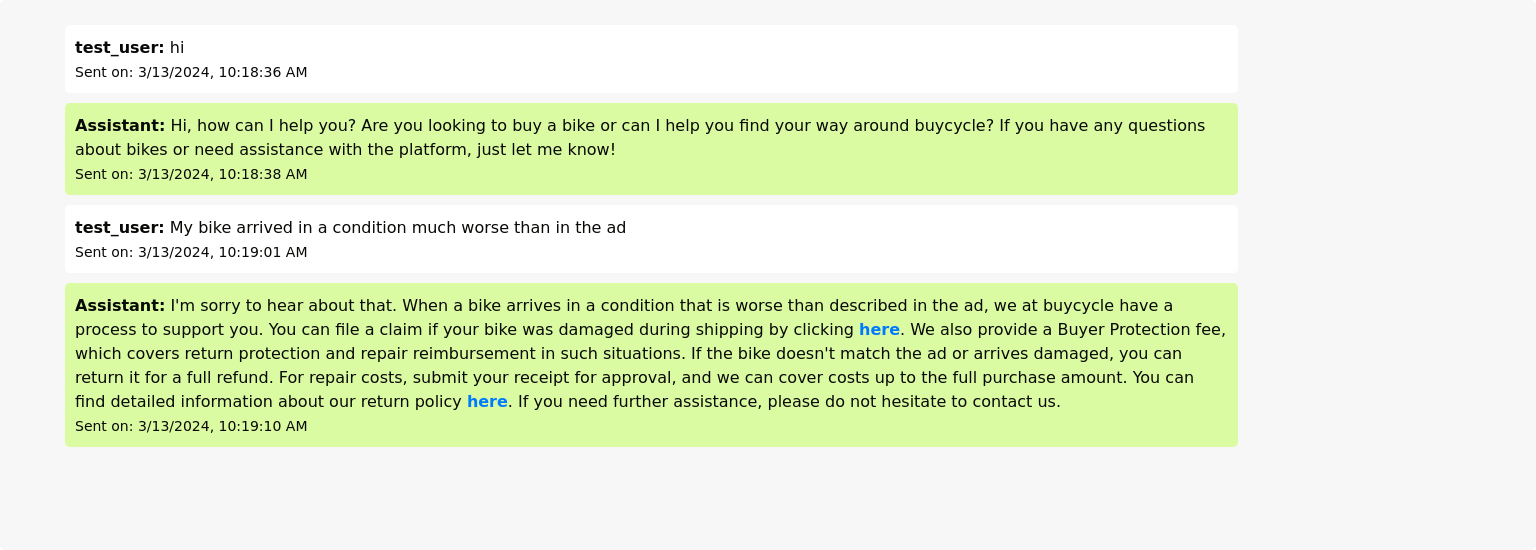 test_user: hi
Sent on: 3/13/2024, 10:18:36 AM
Assistant: Hi, how can I help you? Are you looking to buy a bike or can I help you find your way around buycycle? If you have any questions
about bikes or need assistance with the platform, just let me know!
Sent on: 3/13/2024, 10:18:38 AM
test_user: My bike arrived in a condition much worse than in the ad
Sent on: 3/13/2024, 10:19:01 AM
Assistant: I'm sorry to hear about that. When a bike arrives in a condition that is worse than described in the ad, we at buycycle have a
process to support you. You can file a claim if your bike was damaged during shipping by clicking here. We also provide a Buyer Protection fee,
which covers return protection and repair reimbursement in such situations. If the bike doesn't match the ad or arrives damaged, you can
return it for a full refund. For repair costs, submit your receipt for approval, and we can cover costs up to the full purchase amount. You can
find detailed information about our return policy here. If you need further assistance, please do not hesitate to contact us.
Sent on: 3/13/2024, 10:19:10 AM